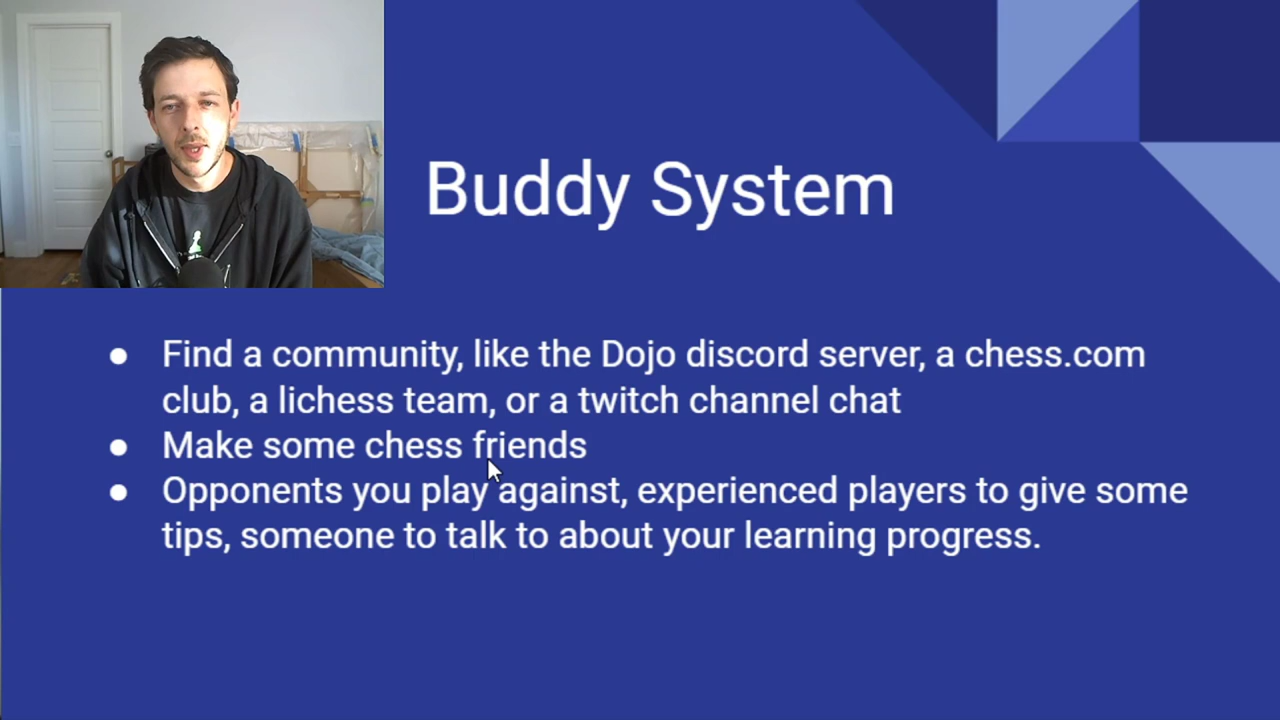 Buddy System
● Find a community, like the Dojo discord server, a chess.com
club, a lichess team, or a twitch channel chat
● Make some chess friends
● Opponents you play against, experienced players to give some
tips, someone to talk to about your learning progress.